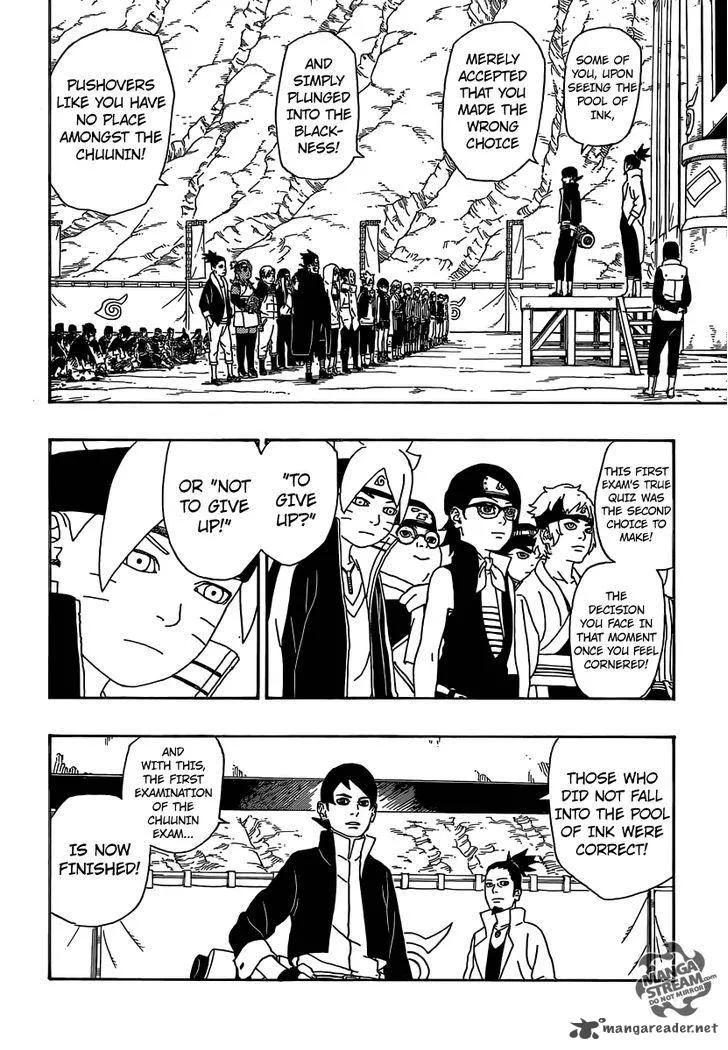 SOME OF
YOU, UPON
SEEING THE
POOL OF
INK,
MERELY
ACCEPTED
THAT YOU
MADE THE
WRONG
CHOICE
AND
SIMPLY
PLUNGED
INTO THE
BLACK-
NESS!
PUSHOVERS
LIKE YOU HAVE
NO PLACE
AMONGST THE
CHUUNIN!
THIS FIRST
EXAM'S TRUE
QUIZ WAS
THE SECOND
CHOICE TO
MAKE!
THE
DECISION
YOU FACE IN
THAT MOMENT
ONCE YOU FEEL
CORNERED!
"TO
GIVE
UP?"
OR "NOT
TO GIVE
UP!"
THOSE WHO
DID NOT FALL
INTO THE POOL
OF INK WERE
CORRECT!
AND
WITH THIS,
THE FIRST
EXAMINATION
OF THE
CHUUNIN
EXAM...
IS NOW
FINISHED!
MANGA
STREAM.COM
DO NOT MIRROR
mangareader.net